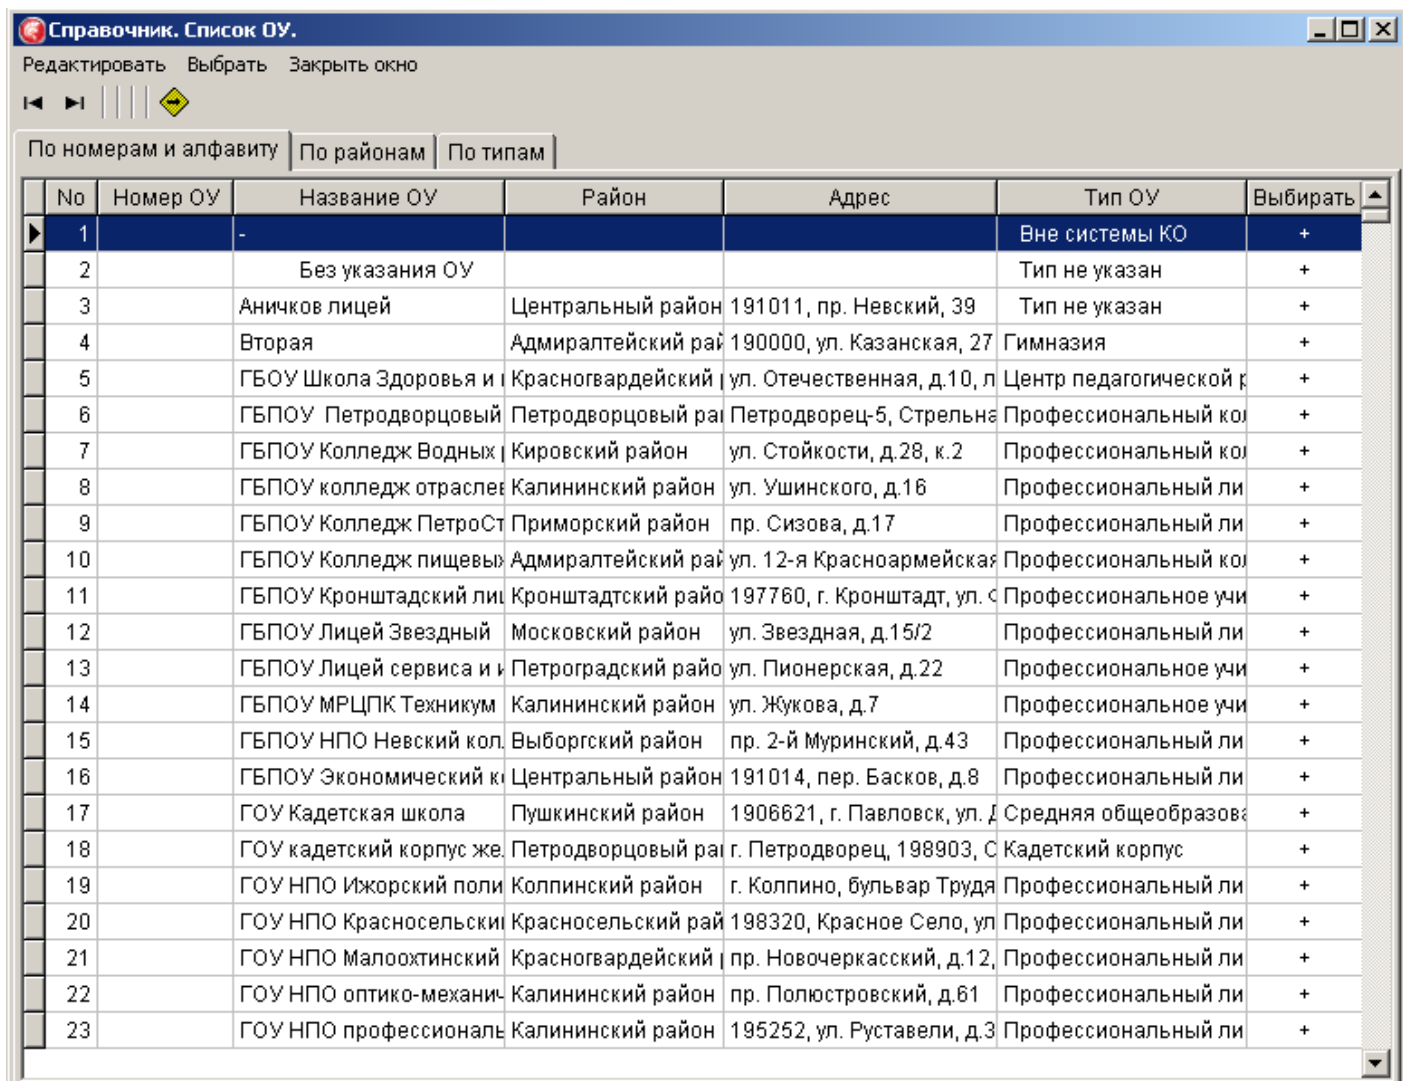 Справочник. Список ОУ.
Редактировать Выбрать Закрыть окно
По номерам и алфавиту По районам По типам
No Номер ОУ Название ОУ Район Адрес Тип ОУ Выбирать
1 - Вне системы КО +
2 Без указания ОУ Тип не указан +
3 Аничков лицей Центральный район 191011, пр. Невский, 39 Тип не указан +
4 Вторая Адмиралтейский рай 190000, ул. Казанская, 27 Гимназия +
5 ГБОУ Школа Здоровья и Красногвардейский ул. Отечественная, д.10, л Центр педагогической р +
6 ГБПОУ Петродворцовый Петродворцовый рай Петродворец-5, Стрельна Профессиональный кол +
7 ГБПОУ Колледж Водных Кировский район ул. Стойкости, д.28, к.2 Профессиональный кол +
8 ГБПОУ колледж отраслев Калининский район ул. Ушинского, д.16 Профессиональный ли +
9 ГБПОУ Колледж ПетроСт Приморский район пр. Сизова, д.17 Профессиональный ли +
10 ГБПОУ Колледж пищевых Адмиралтейский рай ул. 12-я Красноармейская Профессиональный кол +
11 ГБПОУ Кронштадский лиц Кронштадтский райо 197760, г. Кронштадт, ул. Профессиональное учи +
12 ГБПОУ Лицей Звездный Московский район ул. Звездная, д.15/2 Профессиональный ли +
13 ГБПОУ Лицей сервиса и и Петроградский райо ул. Пионерская, д.22 Профессиональное учи +
14 ГБПОУ МРЦПК Техникум Калининский район ул. Жукова, д.7 Профессиональное учи +
15 ГБПОУ НПО Невский кол Выборгский район пр. 2-й Муринский, д.43 Профессиональный ли +
16 ГБПОУ Экономический к Центральный район 191014, пер. Басков, д.8 Профессиональный ли +
17 ГОУ Кадетская школа Пушкинский район 1906621, г. Павловск, ул. Д Средняя общеобразова +
18 ГОУ кадетский корпус же Петродворцовый рай г. Петродворец, 198903, С Кадетский корпус +
19 ГОУ НПО Ижорский поли Колпинский район г. Колпино, бульвар Трудя Профессиональный ли +
20 ГОУ НПО Красносельский Красносельский рай 198320, Красное Село, ул Профессиональный ли +
21 ГОУ НПО Малоохтинский Красногвардейский пр. Новочеркасский, д.12, Профессиональный ли +
22 ГОУ НПО оптико-механич Калининский район пр. Полюстровский, д.61 Профессиональный ли +
23 ГОУ НПО профессиональ Калининский район 195252, ул. Руставели, д.3 Профессиональный ли +